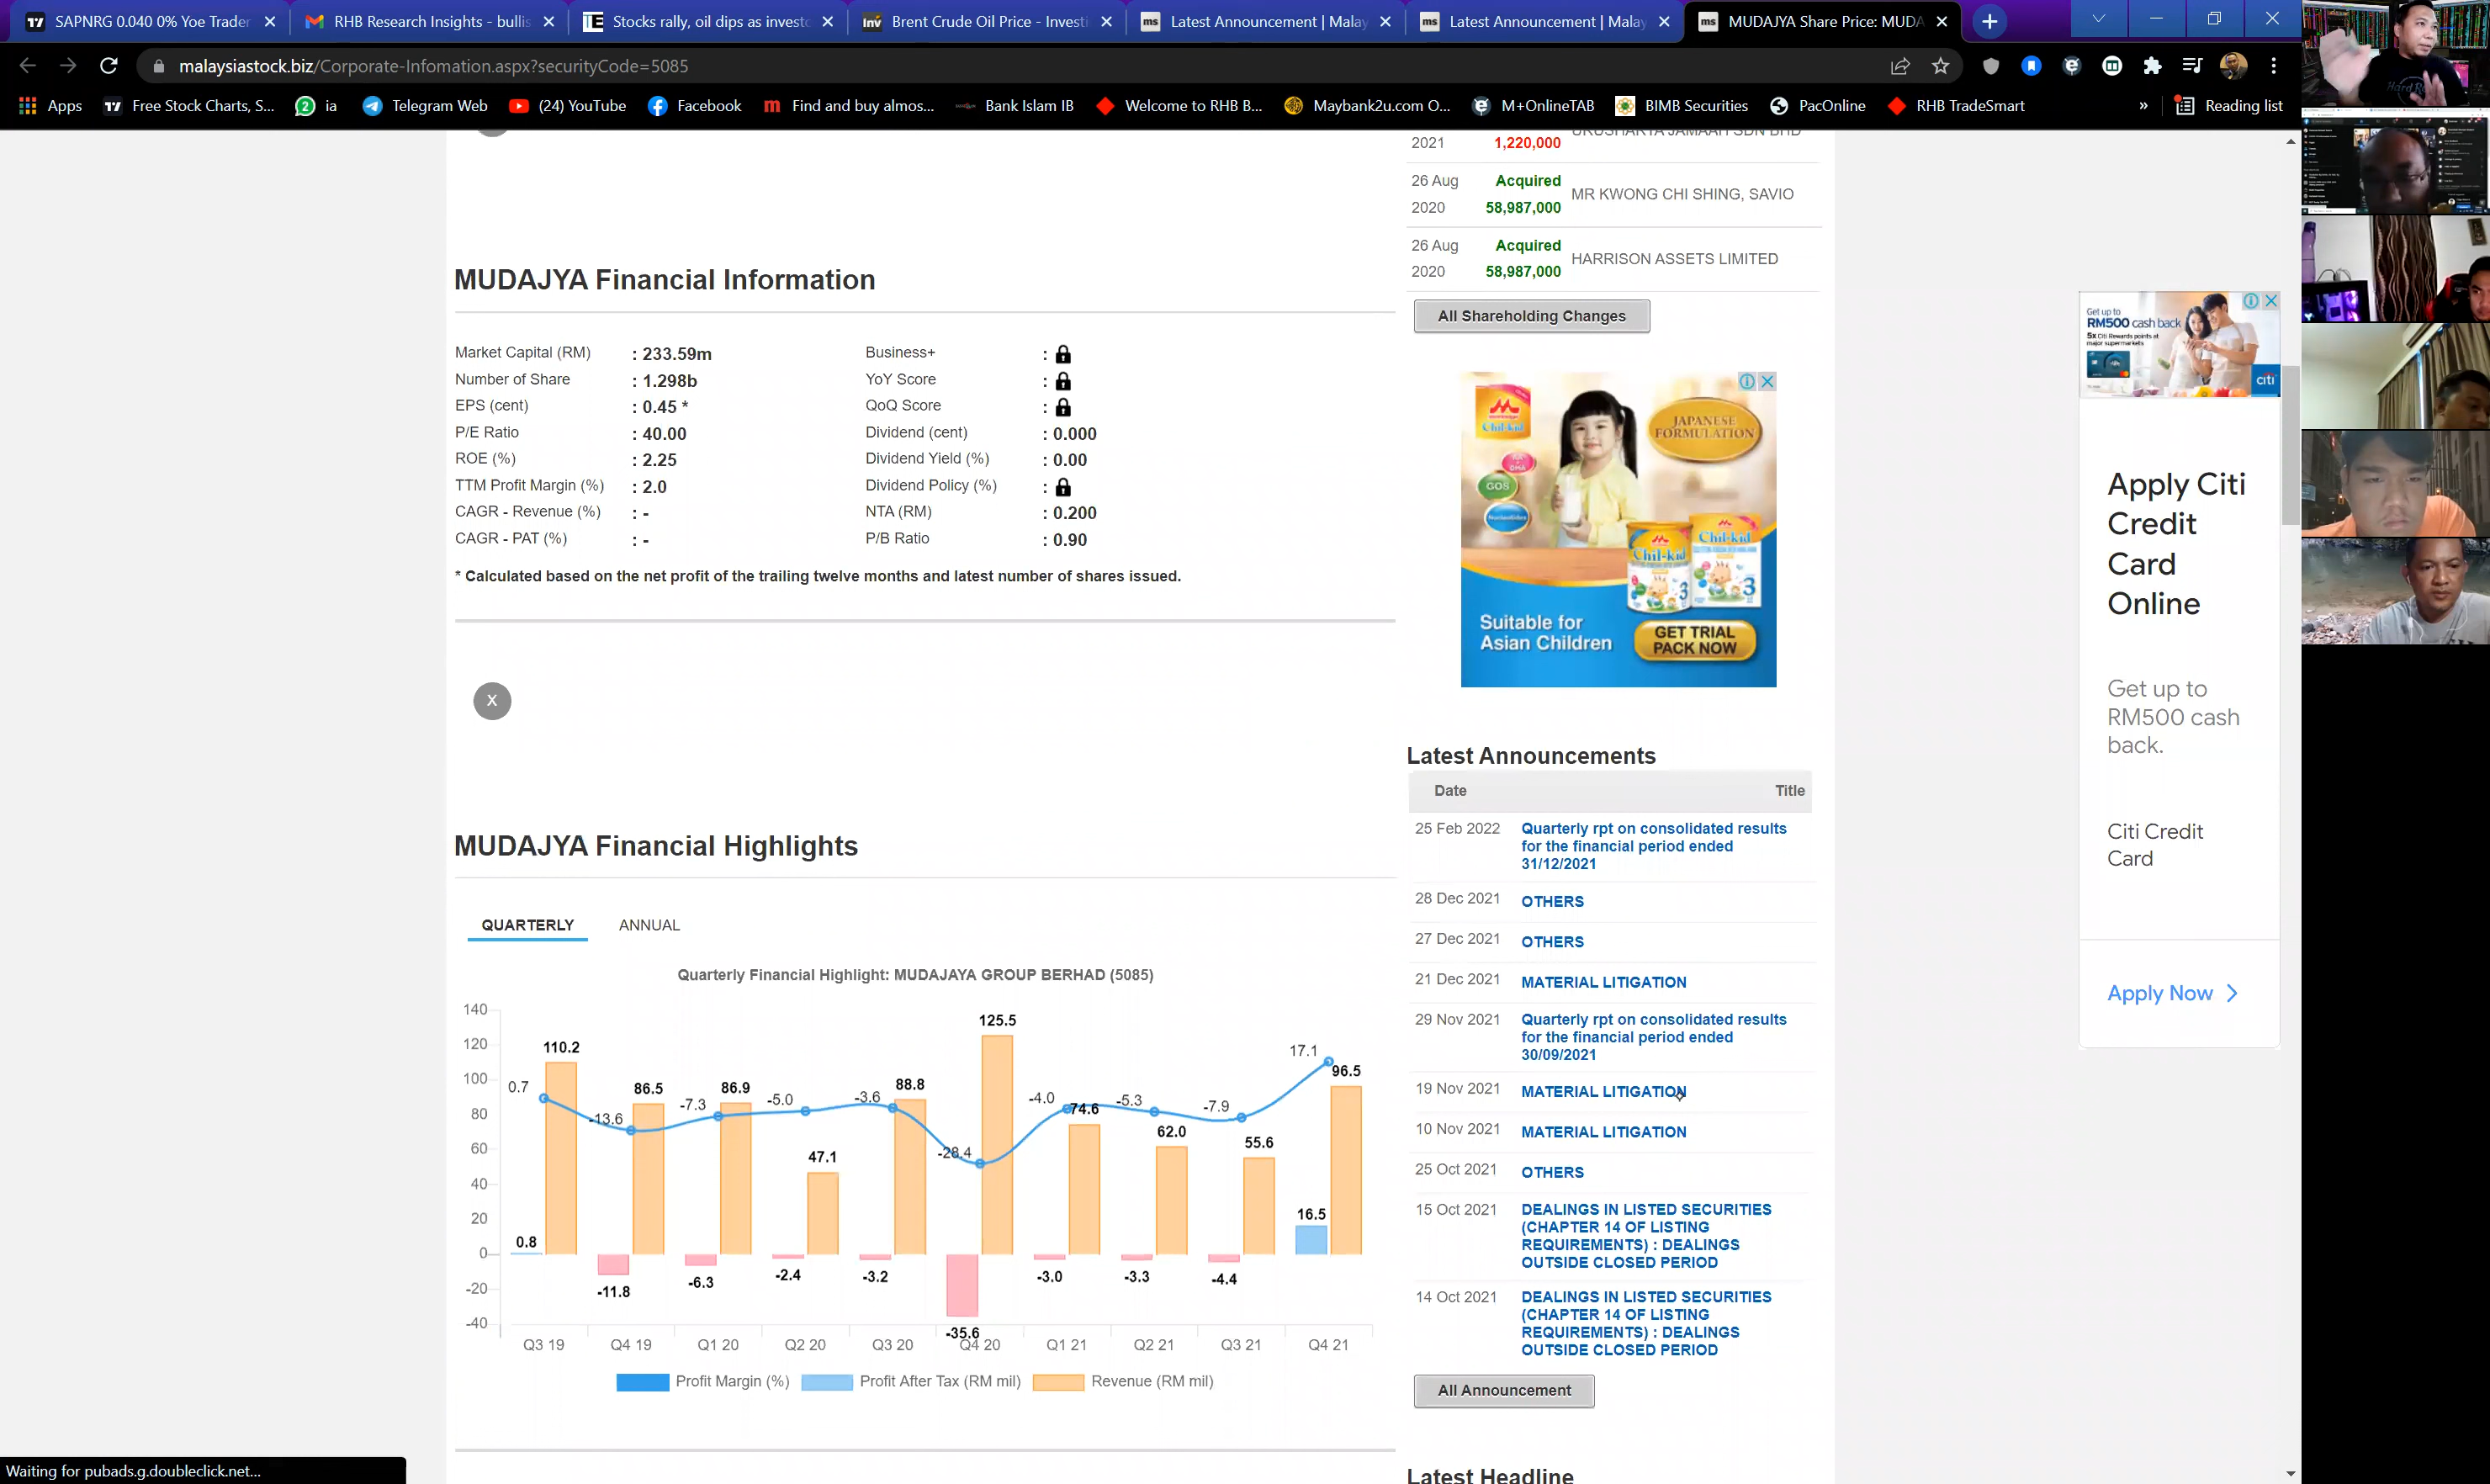 SAPNRG 0.040 0% Yoe Trader
RHB Research Insights - bullis
Stocks rally, oil dips as investo
Brent Crude Oil Price - Investi
Latest Announcement | Malay
Latest Announcement | Malay
MUDAJYA Share Price: MUDA
malaysiastock.biz/Corporate-Infomation.aspx?securityCode=5085
Apps
Free Stock Charts, S...
ia
Telegram Web
(24) YouTube
Facebook
Find and buy almos...
Bank Islam IB
Welcome to RHB B...
Maybank2u.com O...
M+OnlineTAB
BIMB Securities
PacOnline
RHB TradeSmart
»
Reading list
MUDAJYA Financial Information
Market Capital (RM) : 233.59m
Number of Share : 1.298b
EPS (cent) : 0.45 *
P/E Ratio : 40.00
ROE (%) : 2.25
TTM Profit Margin (%) : 2.0
CAGR - Revenue (%) : -
CAGR - PAT (%) : -
Business+ :
YoY Score :
QoQ Score :
Dividend (cent) : 0.000
Dividend Yield (%) : 0.00
Dividend Policy (%) :
NTA (RM) : 0.200
P/B Ratio : 0.90
* Calculated based on the net profit of the trailing twelve months and latest number of shares issued.
X
MUDAJYA Financial Highlights
QUARTERLY
ANNUAL
Quarterly Financial Highlight: MUDAJAYA GROUP BERHAD (5085)
140
120
100
80
60
40
20
0
-20
-40
0.7
-13.6
-7.3
-5.0
-3.6
-28.4
-4.0
-5.3
-7.9
17.1
110.2
86.5
86.9
47.1
88.8
125.5
74.6
62.0
55.6
96.5
0.8
-11.8
-6.3
-2.4
-3.2
-35.6
-3.0
-3.3
-4.4
16.5
Q3 19
Q4 19
Q1 20
Q2 20
Q3 20
Q4 20
Q1 21
Q2 21
Q3 21
Q4 21
Profit Margin (%)
Profit After Tax (RM mil)
Revenue (RM mil)
2021 1,220,000
26 Aug 2020 Acquired 58,987,000 MR KWONG CHI SHING, SAVIO
26 Aug 2020 Acquired 58,987,000 HARRISON ASSETS LIMITED
All Shareholding Changes
Chil-kid
JAPANESE
FORMULATION
DHA
GOS
Chil-kid
Chil-kid
3
3
Suitable for
Asian Children
GET TRIAL
PACK NOW
Latest Announcements
Date Title
25 Feb 2022 Quarterly rpt on consolidated results
for the financial period ended
31/12/2021
28 Dec 2021 OTHERS
27 Dec 2021 OTHERS
21 Dec 2021 MATERIAL LITIGATION
29 Nov 2021 Quarterly rpt on consolidated results
for the financial period ended
30/09/2021
19 Nov 2021 MATERIAL LITIGATION
10 Nov 2021 MATERIAL LITIGATION
25 Oct 2021 OTHERS
15 Oct 2021 DEALINGS IN LISTED SECURITIES
(CHAPTER 14 OF LISTING
REQUIREMENTS) : DEALINGS
OUTSIDE CLOSED PERIOD
14 Oct 2021 DEALINGS IN LISTED SECURITIES
(CHAPTER 14 OF LISTING
REQUIREMENTS) : DEALINGS
OUTSIDE CLOSED PERIOD
All Announcement
Latest Headline
Get up to
RM500 cash back
5x Citi Rewards points at
major supermarkets
citi
Apply Citi
Credit
Card
Online
Get up to
RM500 cash
back.
Citi Credit
Card
Apply Now
Waiting for pubads.g.doubleclick.net...